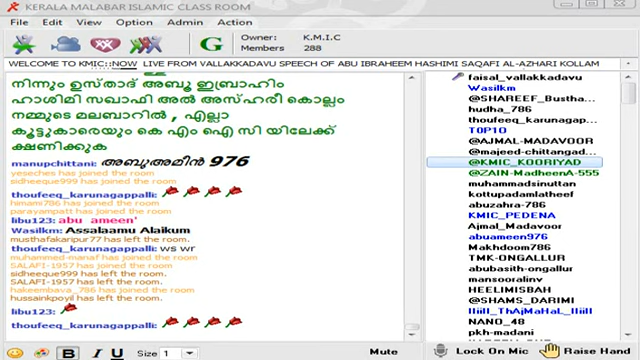 KERALA MALABAR ISLAMIC CLASS ROOM
File Edit View Option Action
G
Owner: K.M.I.C
Members 288
WELCOME TO KMIC::NOW LIVE FROM VALLAKKADAVU SPEECH OF ABU IBRAHEEM HASHIMI SAQAFI AL-AZHARI KOLLAM
നിന്നും ഉസ്താദ് അബൂ ഇബ്രാഹിം
ഹാശിമി സഖാഫി അൽ അസ്ഹരീ കൊല്ലം
നമ്മുടെ മലബാറിൽ , എല്ലാ
കൂട്ടുക്കാരെയും കെ എം ഐ സി യിലേക്ക്
ക്ഷണിക്കുക
manupchittani: അബുഅമീൻ 976
yeseches has joined the room
sidheeque999 has joined the room
thoufeeq_karunagappalli:
himami786 has joined the room
parayympatt has joined the room
libu123: abu ameen'
Wasilkm: Assalaamu Alaikum
musthafakaripur77 has left the room.
thoufeeq_karunagappalli: ws wr
muhammed-manaf has joined the room
SALAFI-1957 has joined the room
sidheeque999 has left the room.
SALAFI-1957 has left the room.
hakeembava_786 has joined the room
hussainkpoyil has left the room.
libu123:
thoufeeq_karunagappalli:
B I U Size 1 Mute
faisal_vallakkadavu
Wasilkm
@SHAREEF_Bustha...
hudha_786
thoufeeq_karunagap...
T0P10
@AJMAL-MADAVOOR
@majeed-chittangad...
@KMIC_KOORIYAD
@ZAIN-MadheenA-555
muhammadsinuttan
kottupadamlatheef
abuzahra-786
KMIC_PEDENA
Ajmal_Madavoor
abuameen976
Makhdoom786
TMK-ONGALLUR
abubasith-ongallur
mansooralinv
HEELIMISBAH
@SHAMS_DARIMI
IIiiII_ThAjMaHaL_IIiiII
NANO_48
pkh-madani
Lock On Mic Raise Hand